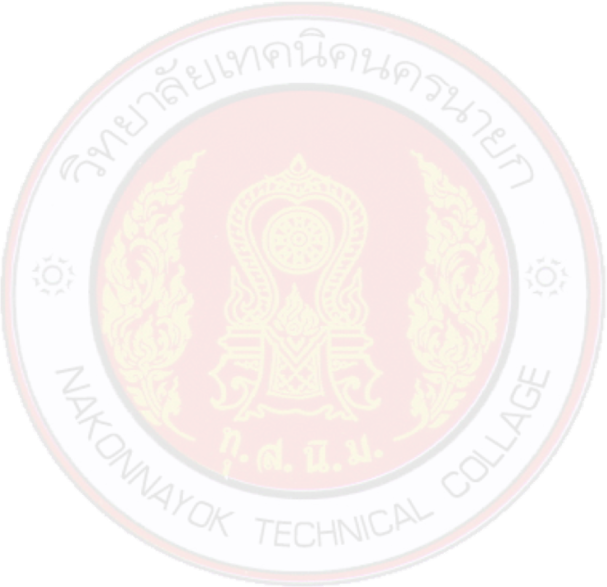 วิทยาลัยเทคนิคนครนายก
ทุ. ส. นิ. ม.
NAKONNAYOK TECHNICAL COLLAGE